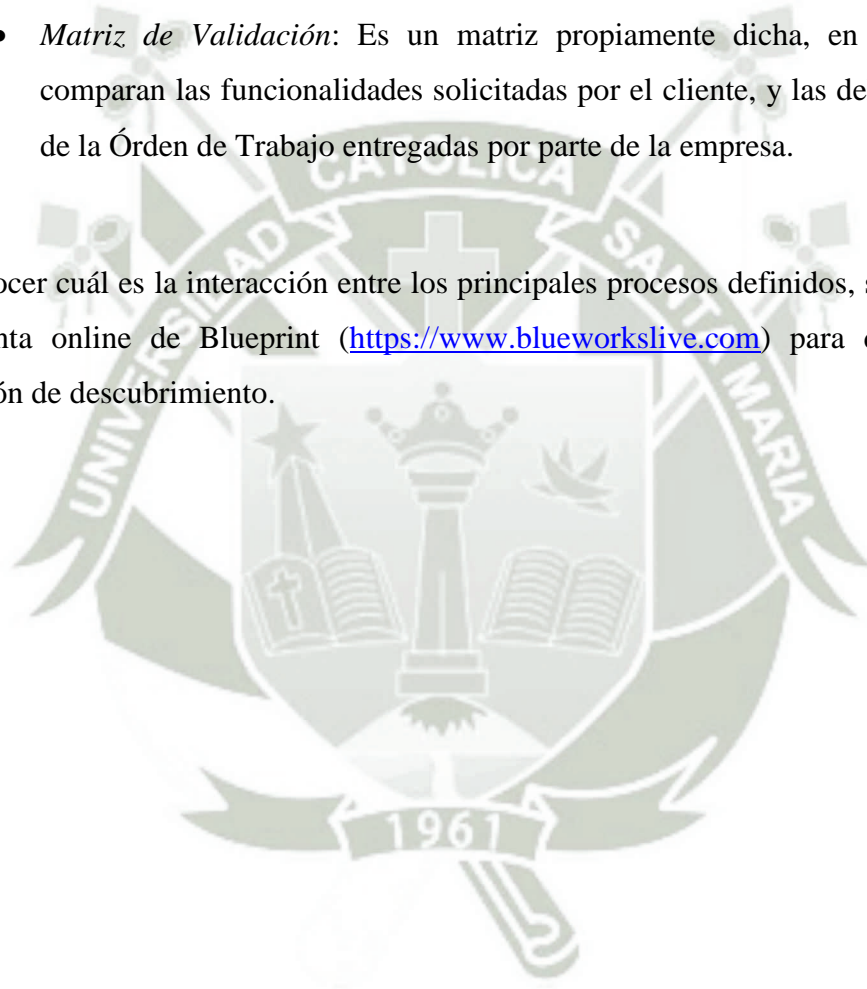 • Matriz de Validación: Es un matriz propiamente dicha, en
comparan las funcionalidades solicitadas por el cliente, y las de
de la Órden de Trabajo entregadas por parte de la empresa.
ocer cuál es la interacción entre los principales procesos definidos, s
nta online de Blueprint (https://www.blueworkslive.com) para
ón de descubrimiento.
UNIVERSIDAD CATOLICA SANTA MARIA
1961